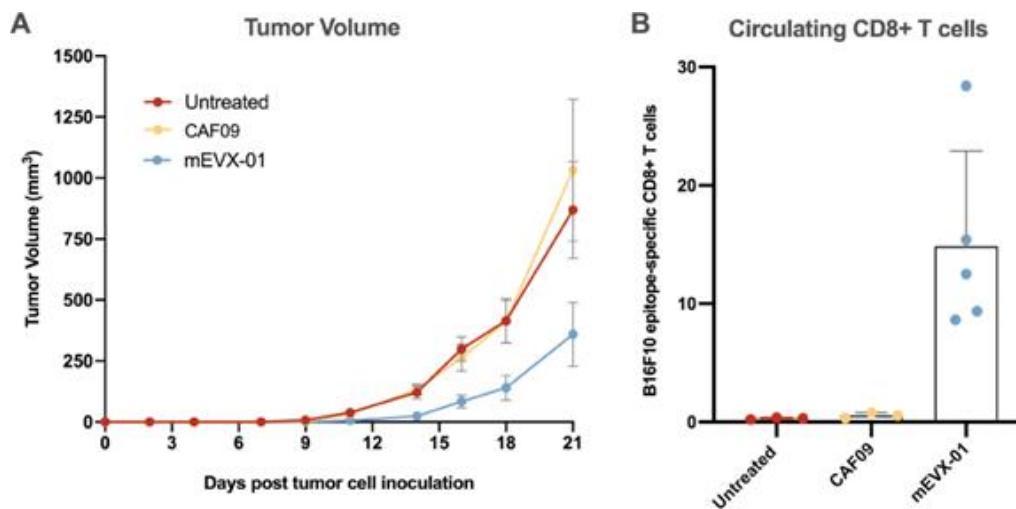 A
Tumor Volume
1500
1250
1000
750
500
250
0
Tumor Volume (mm³)
Untreated
CAF09
mEVX-01
0 3 6 9 12 15 18 21
Days post tumor cell inoculation
B
Circulating CD8+ T cells
30
20
10
0
B16F10 epitope-specific CD8+ T cells
Untreated
CAF09
mEVX-01